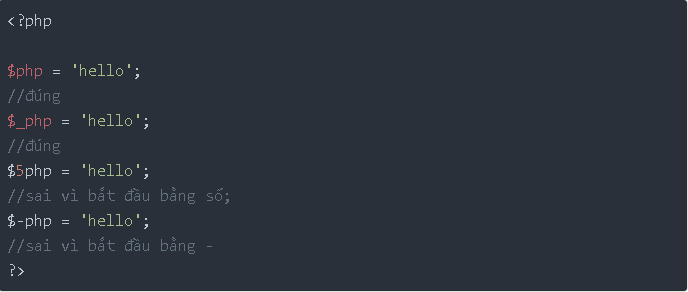 <?php
$php = 'hello';
//đúng
$_php = 'hello';
//đúng
$5php = 'hello';
//sai vì bắt đầu bằng số;
$-php = 'hello';
//sai vì bắt đầu bằng -
?>